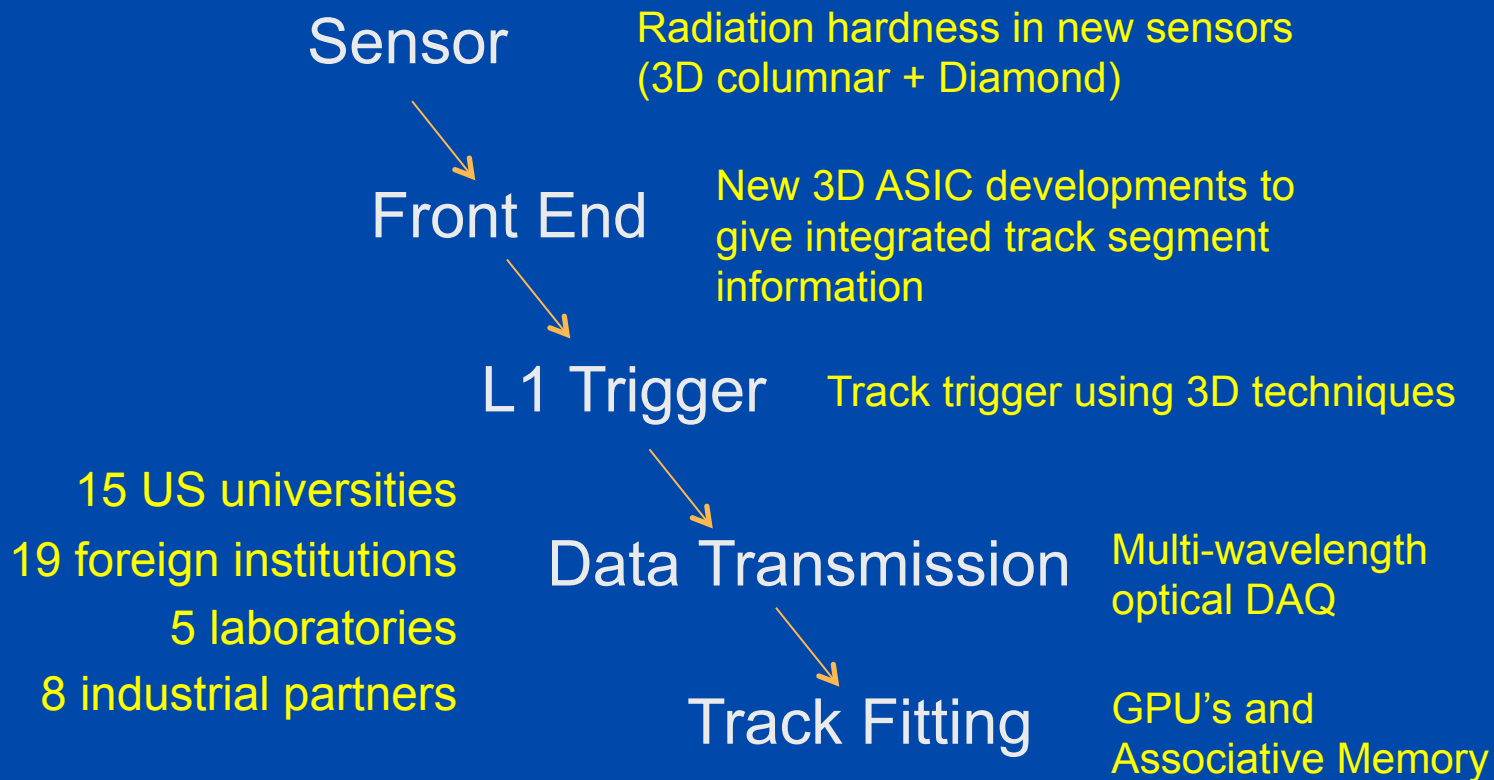 Sensor
Radiation hardness in new sensors
(3D columnar + Diamond)
Front End
New 3D ASIC developments to
give integrated track segment
information
L1 Trigger
Track trigger using 3D techniques
15 US universities
19 foreign institutions
5 laboratories
8 industrial partners
Data Transmission
Multi-wavelength
optical DAQ
Track Fitting
GPU’s and
Associative Memory